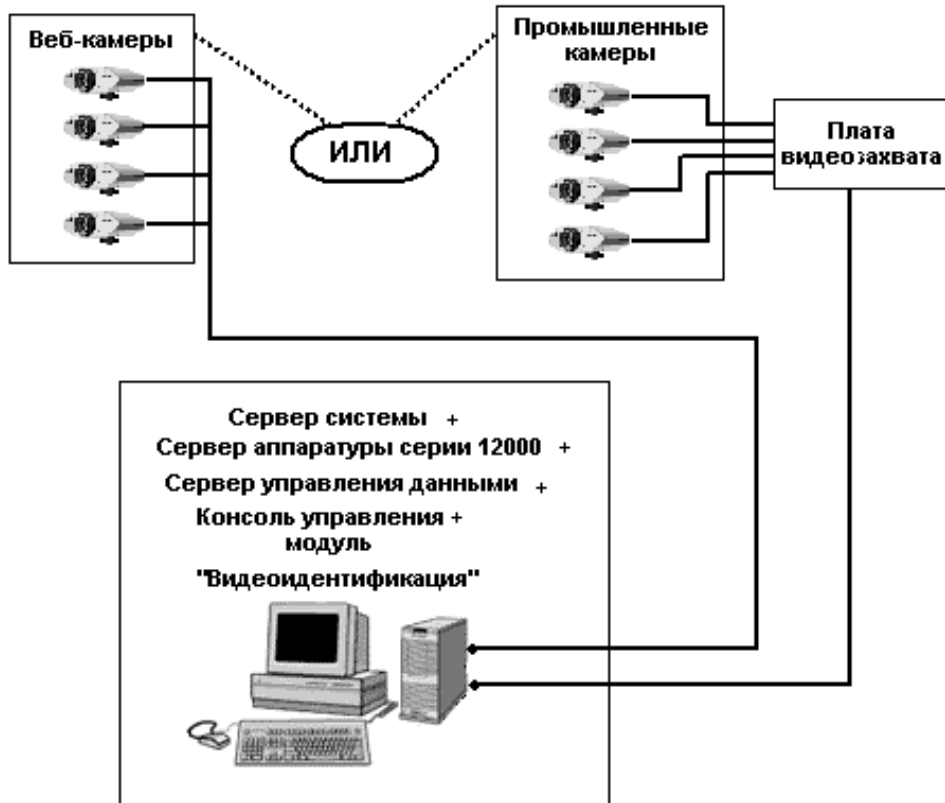 Веб-камеры
Промышленные
камеры
ИЛИ
Плата
видеозахвата
Сервер системы +
Сервер аппаратуры серии 12000 +
Сервер управления данными +
Консоль управления +
модуль
"Видеоидентификация"